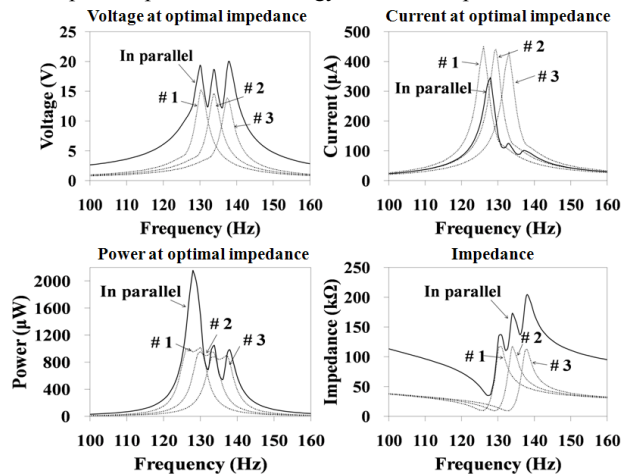 Voltage at optimal impedance
Current at optimal impedance
25
20
15
10
5
0
Voltage (V)
In parallel
# 1
# 2
# 3
100 110 120 130 140 150 160
Frequency (Hz)
500
400
300
200
100
0
Current (μA)
# 1
# 2
# 3
In parallel
100 110 120 130 140 150 160
Frequency (Hz)
Power at optimal impedance
Impedance
2000
1600
1200
800
400
0
Power (μW)
In parallel
# 1
# 2
# 3
100 110 120 130 140 150 160
Frequency (Hz)
250
200
150
100
50
0
Impedance (kΩ)
In parallel
# 1
# 2
# 3
100 110 120 130 140 150 160
Frequency (Hz)